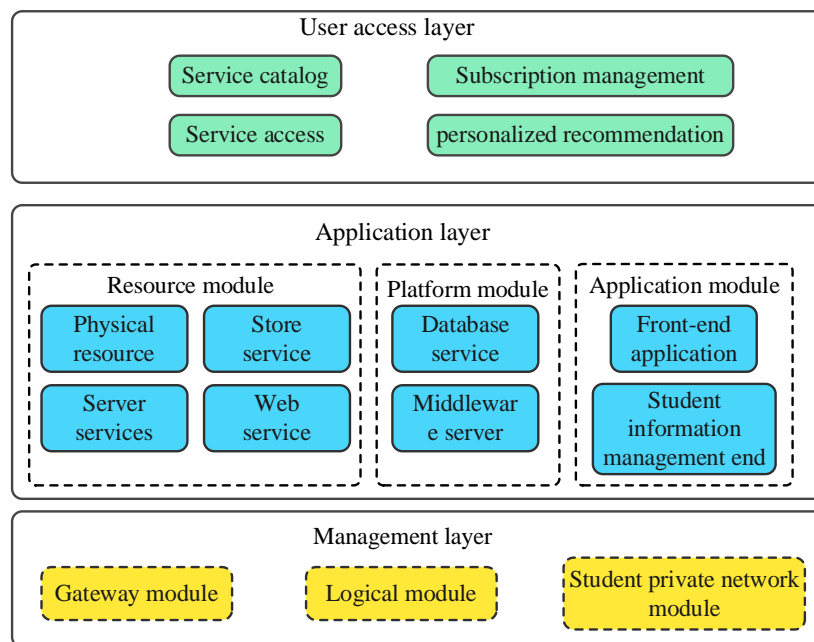 User access layer
Service catalog
Subscription management
Service access
personalized recommendation
Application layer
Resource module
Platform module
Application module
Physical
resource
Store
service
Database
service
Front-end
application
Server
services
Web
service
Middlewar
e server
Student
information
management end
Management layer
Gateway module
Logical module
Student private network
module